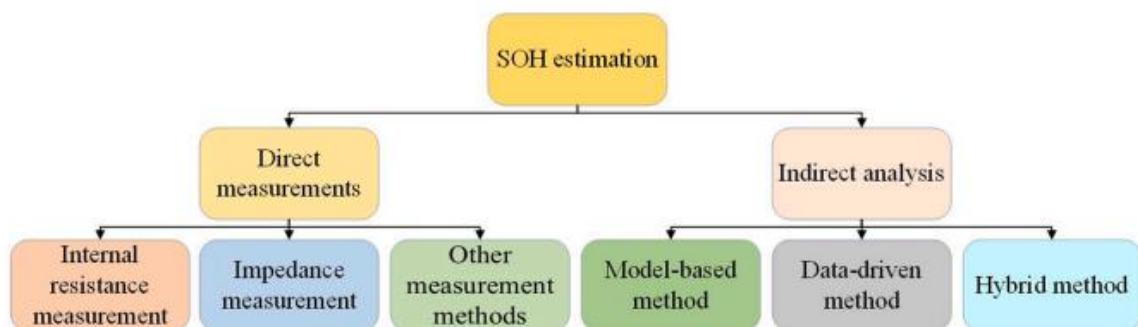 SOH estimation
Direct
measurements
Indirect analysis
Internal
resistance
measurement
Impedance
measurement
Other
measurement
methods
Model-based
method
Data-driven
method
Hybrid method